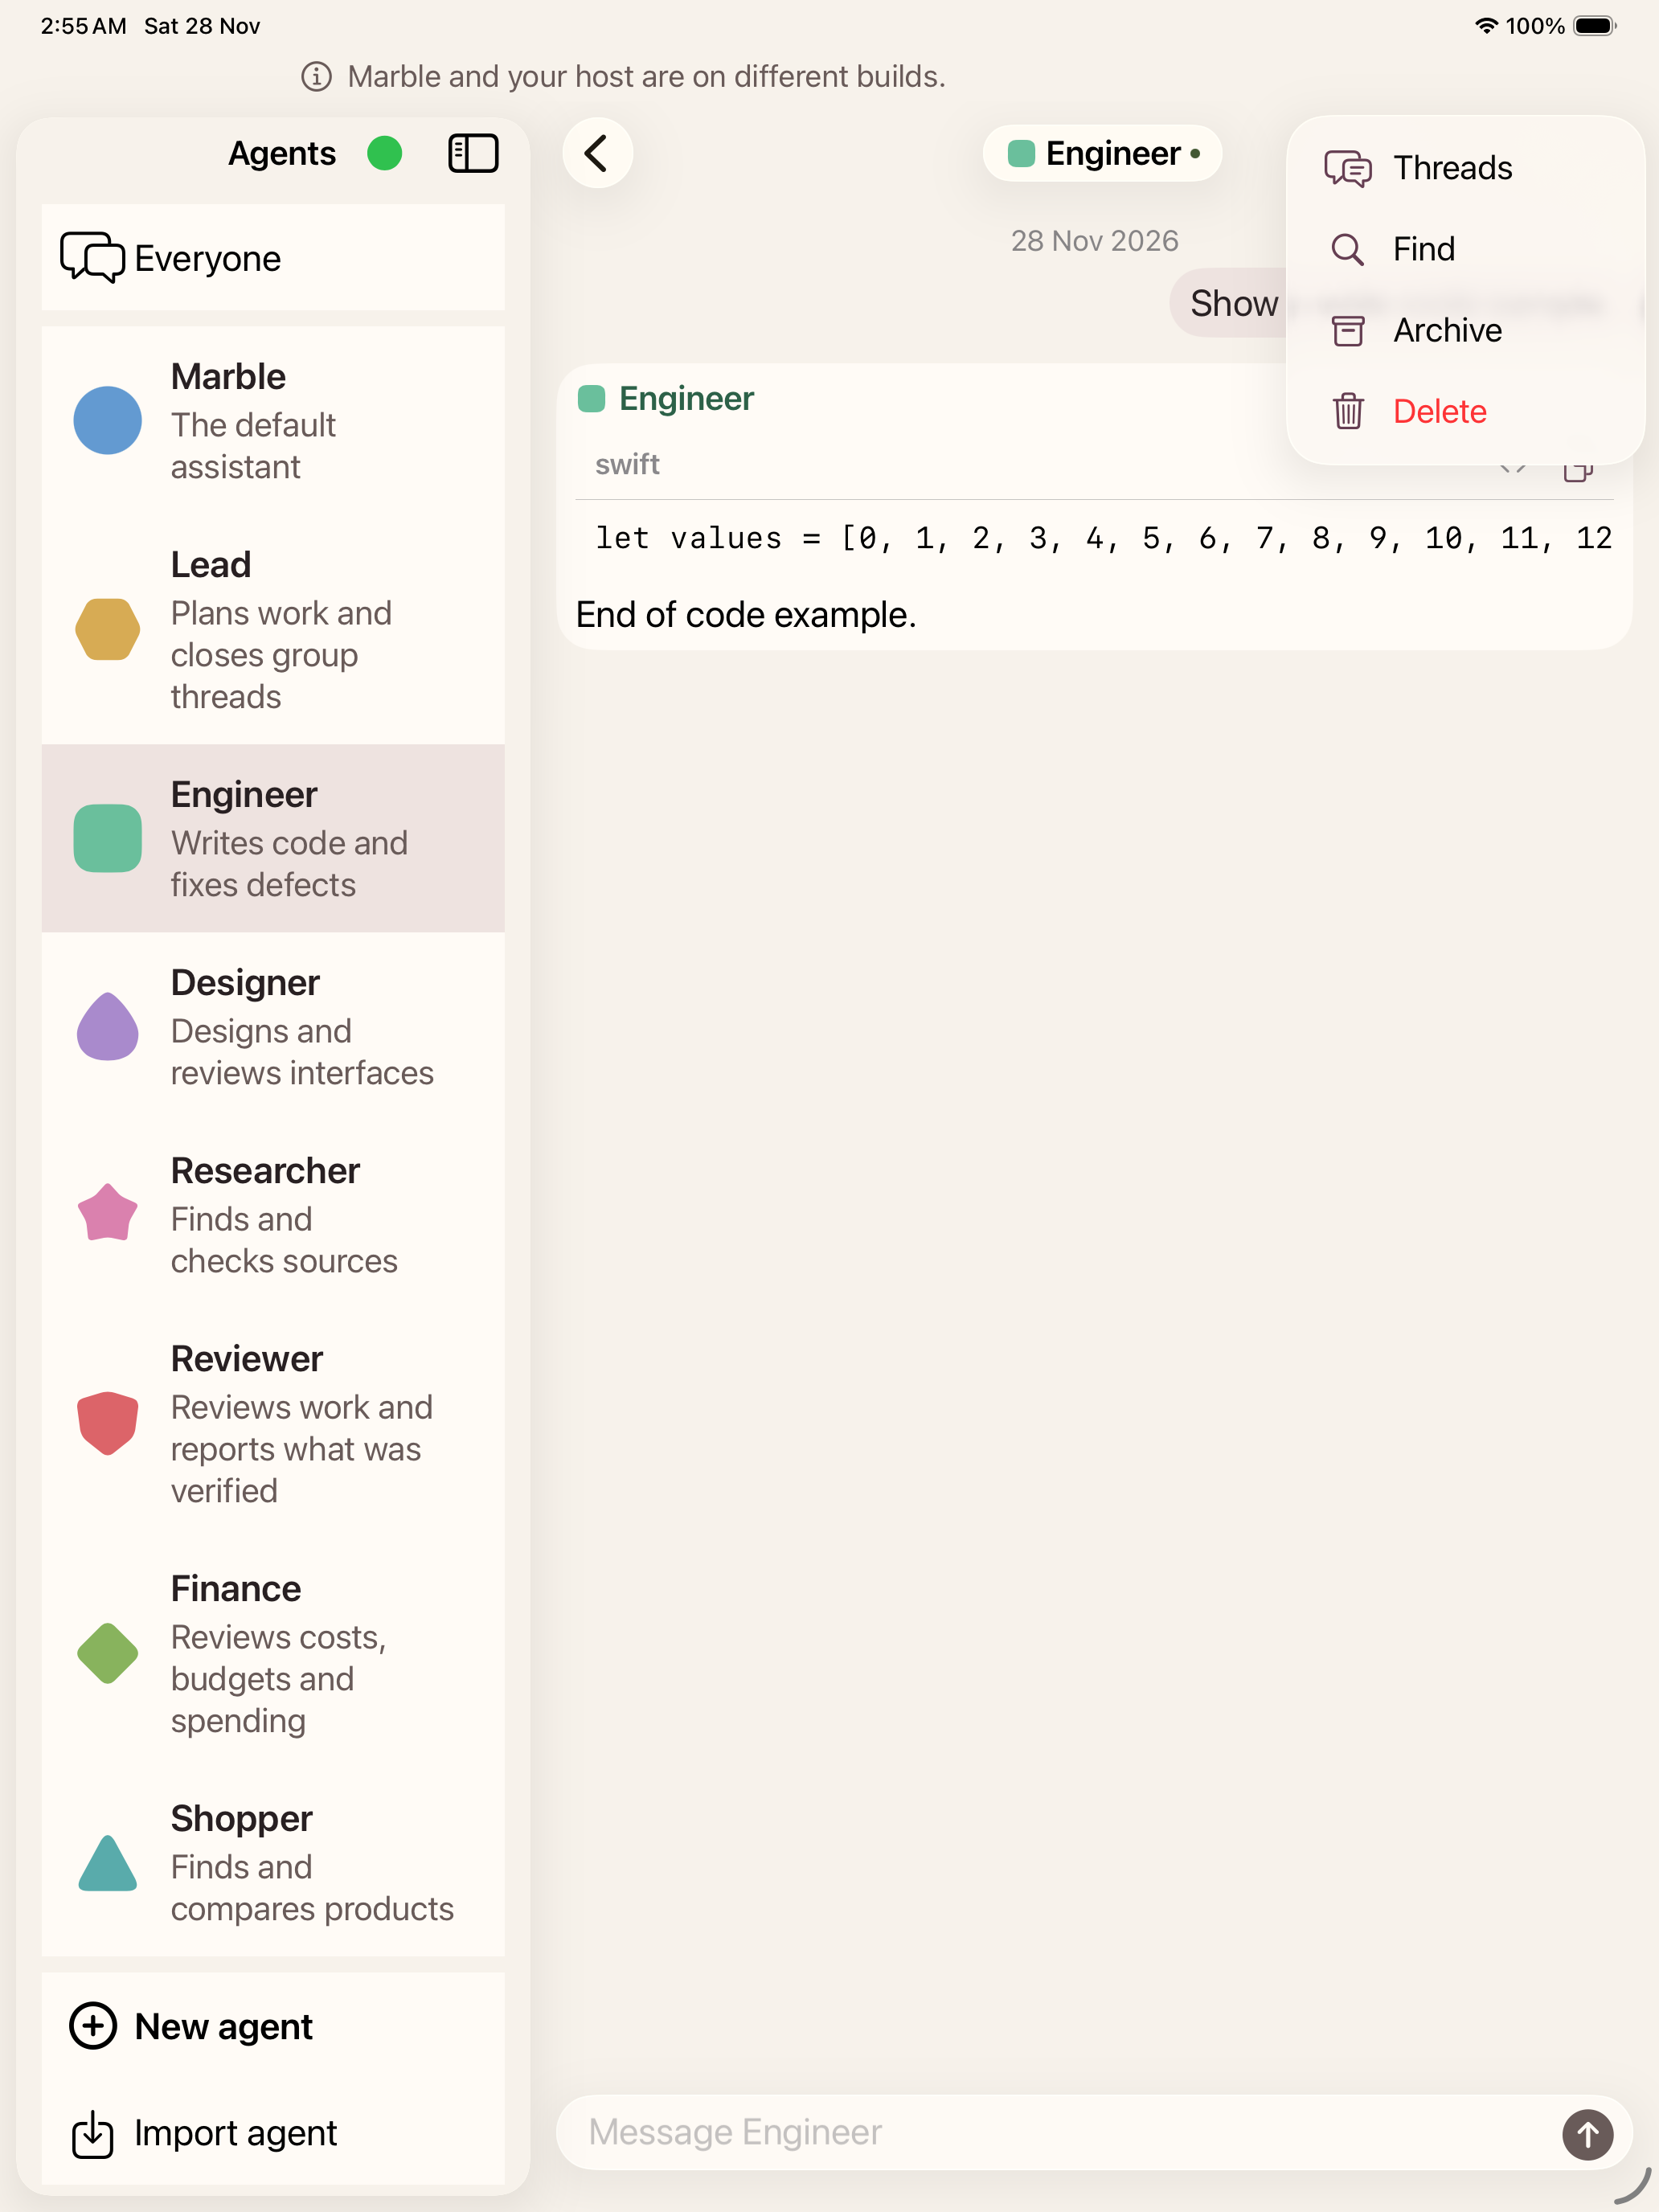 2:55 AM Sat 28 Nov
100%
Marble and your host are on different builds.
Agents
Everyone
Marble
The default
assistant
Lead
Plans work and
closes group
threads
Engineer
Writes code and
fixes defects
Designer
Designs and
reviews interfaces
Researcher
Finds and
checks sources
Reviewer
Reviews work and
reports what was
verified
Finance
Reviews costs,
budgets and
spending
Shopper
Finds and
compares products
New agent
Import agent
Engineer
28 Nov 2026
Show
Threads
Find
Archive
Delete
Engineer
swift
let values = [0, 1, 2, 3, 4, 5, 6, 7, 8, 9, 10, 11, 12
End of code example.
Message Engineer